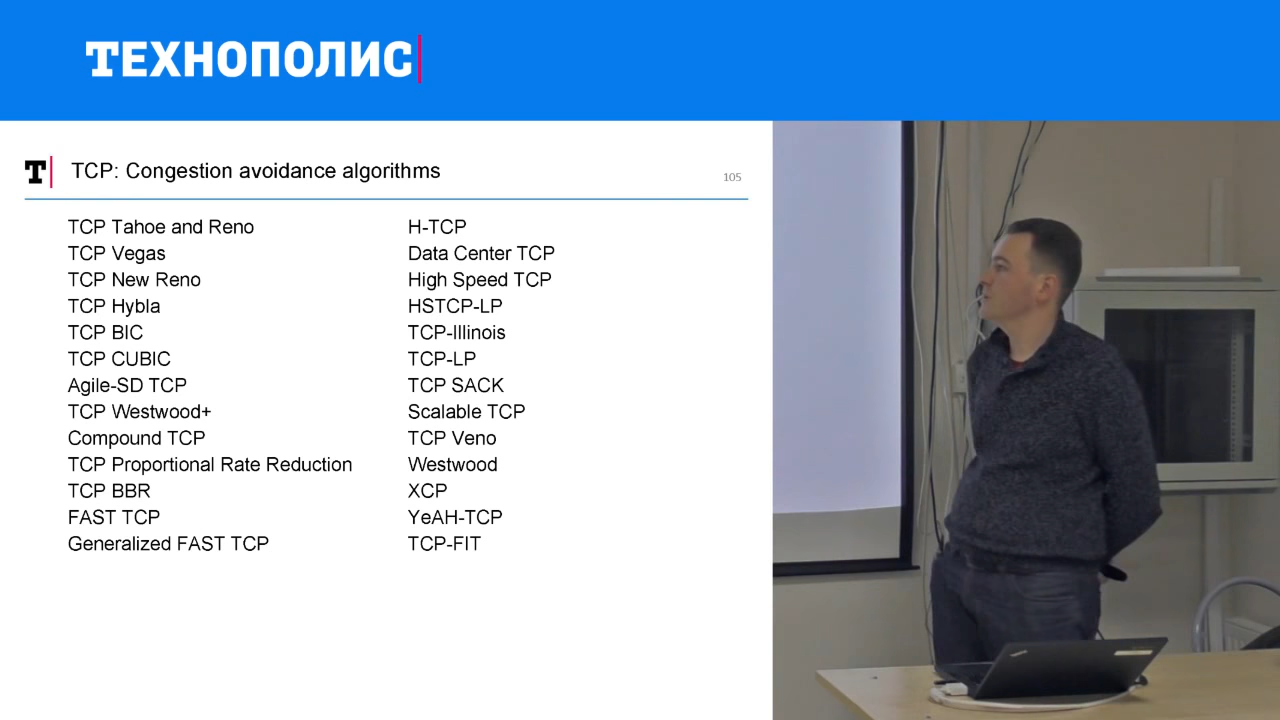 ТЕХНОПОЛИС
T
TCP: Congestion avoidance algorithms
105
TCP Tahoe and Reno
TCP Vegas
TCP New Reno
TCP Hybla
TCP BIC
TCP CUBIC
Agile-SD TCP
TCP Westwood+
Compound TCP
TCP Proportional Rate Reduction
TCP BBR
FAST TCP
Generalized FAST TCP
H-TCP
Data Center TCP
High Speed TCP
HSTCP-LP
TCP-Illinois
TCP-LP
TCP SACK
Scalable TCP
TCP Veno
Westwood
XCP
YeAH-TCP
TCP-FIT